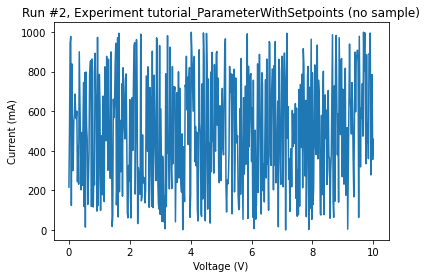 Run #2, Experiment tutorial_ParameterWithSetpoints (no sample)
1000
800
600
400
200
0
Current (mA)
0 2 4 6 8 10
Voltage (V)